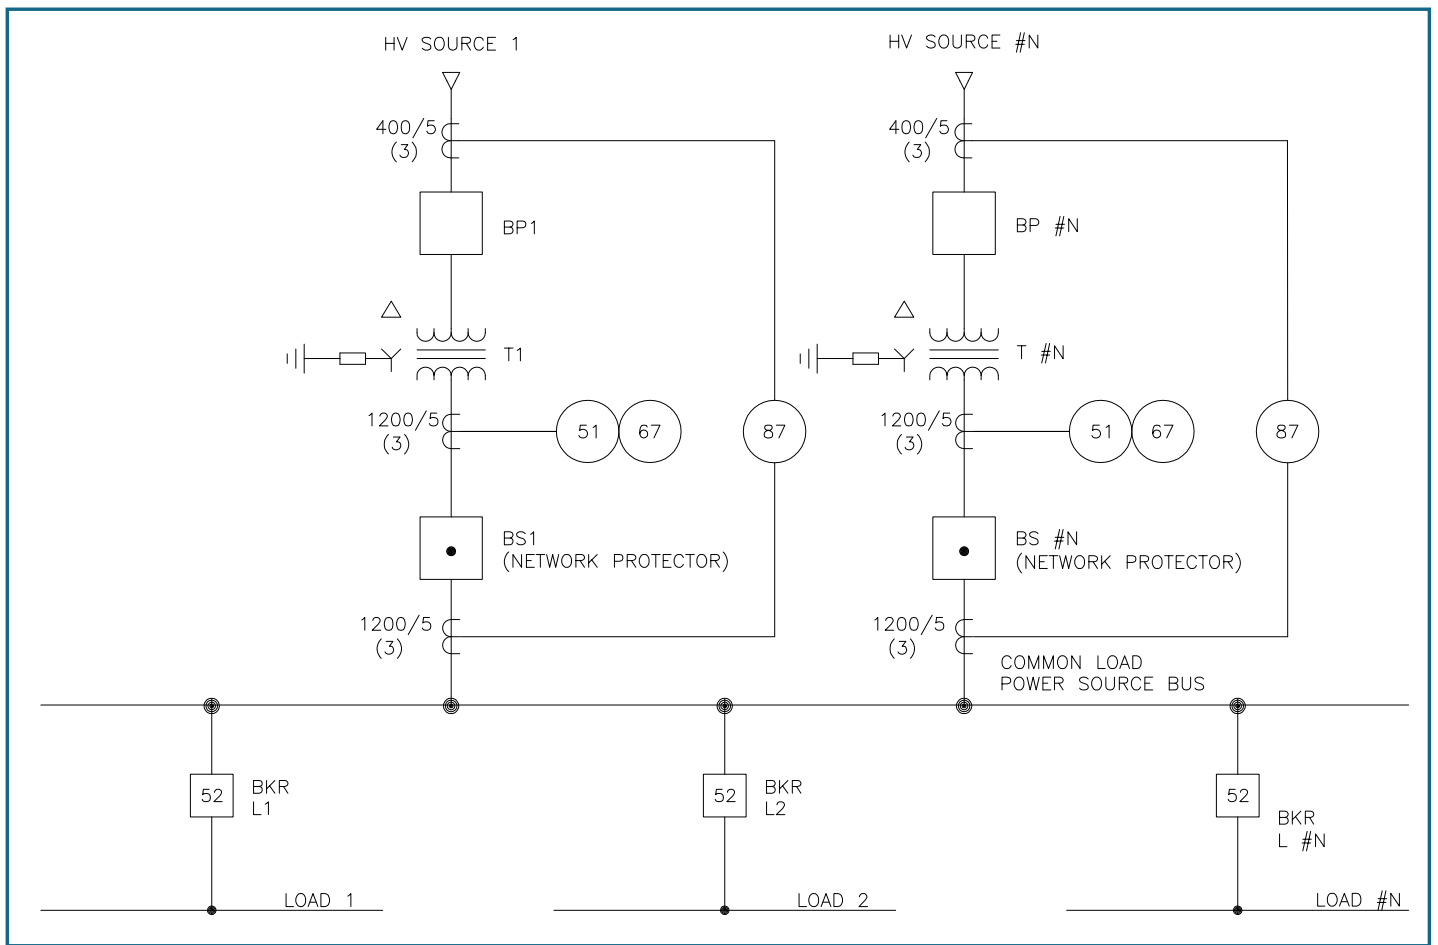 HV SOURCE 1
HV SOURCE #N
400/5
(3)
400/5
(3)
BP1
BP #N
T1
T #N
1200/5
(3)
51
67
87
1200/5
(3)
51
67
87
BS1
(NETWORK PROTECTOR)
BS #N
(NETWORK PROTECTOR)
1200/5
(3)
1200/5
(3)
COMMON LOAD
POWER SOURCE BUS
52
BKR
L1
52
BKR
L2
52
BKR
L #N
LOAD 1
LOAD 2
LOAD #N